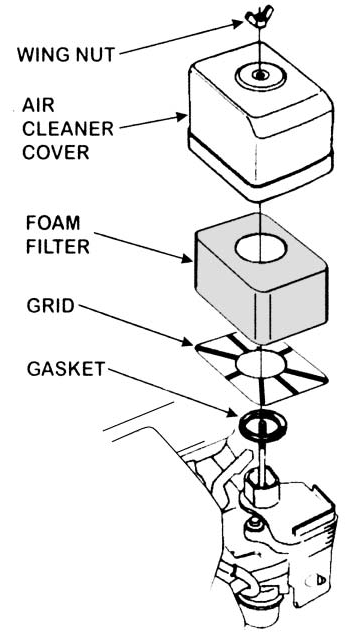 WING NUT
AIR
CLEANER
COVER
FOAM
FILTER
GRID
GASKET